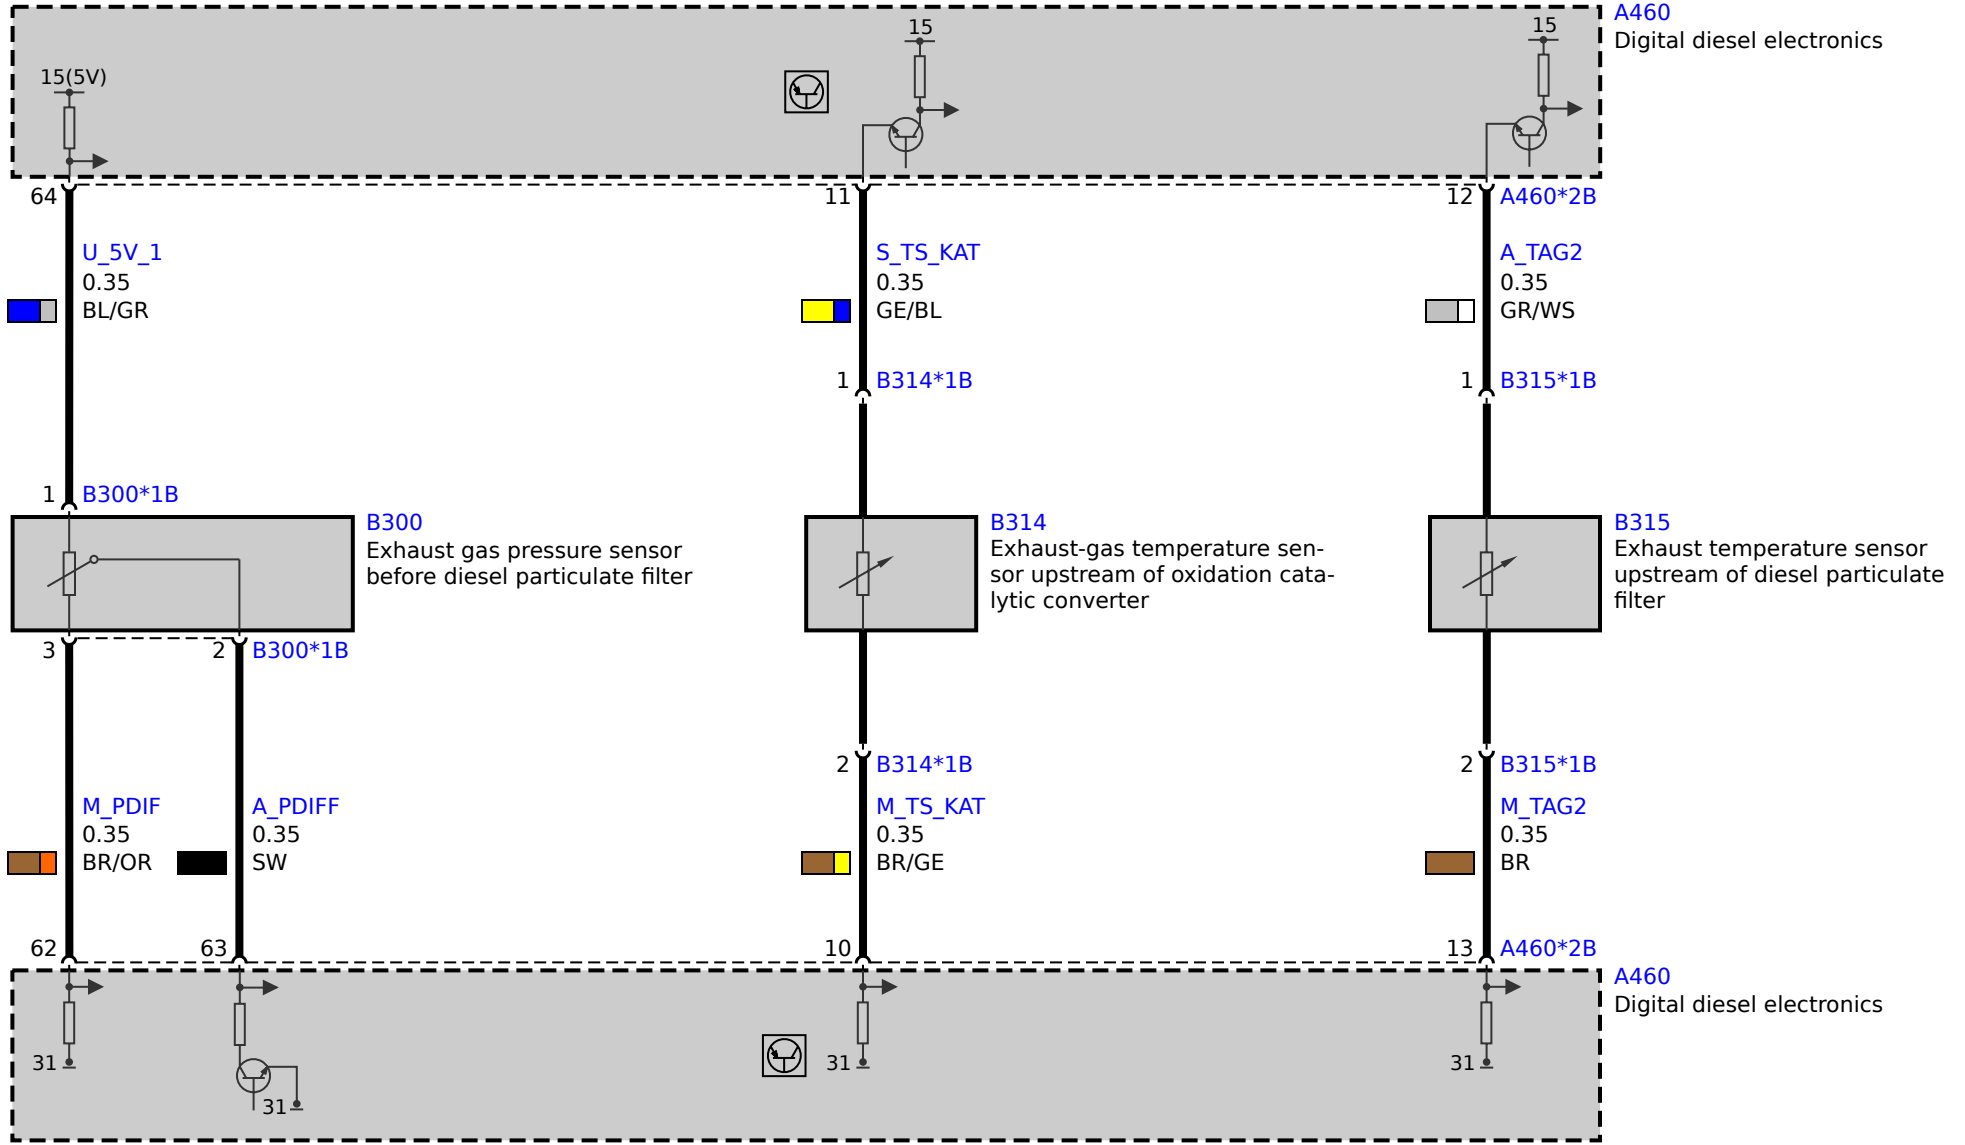 A460
Digital diesel electronics
15(5V)
15
15
64
11
12
A460*2B
U_5V_1
0.35
BL/GR
S_TS_KAT
0.35
GE/BL
A_TAG2
0.35
GR/WS
1
B314*1B
1
B315*1B
1
B300*1B
B300
Exhaust gas pressure sensor
before diesel particulate filter
B314
Exhaust-gas temperature sen-
sor upstream of oxidation cata-
lytic converter
B315
Exhaust temperature sensor
upstream of diesel particulate
filter
3
2
B300*1B
2
B314*1B
2
B315*1B
M_PDIF
0.35
BR/OR
A_PDIFF
0.35
SW
M_TS_KAT
0.35
BR/GE
M_TAG2
0.35
BR
62
63
10
13
A460*2B
A460
Digital diesel electronics
31
31
31
31